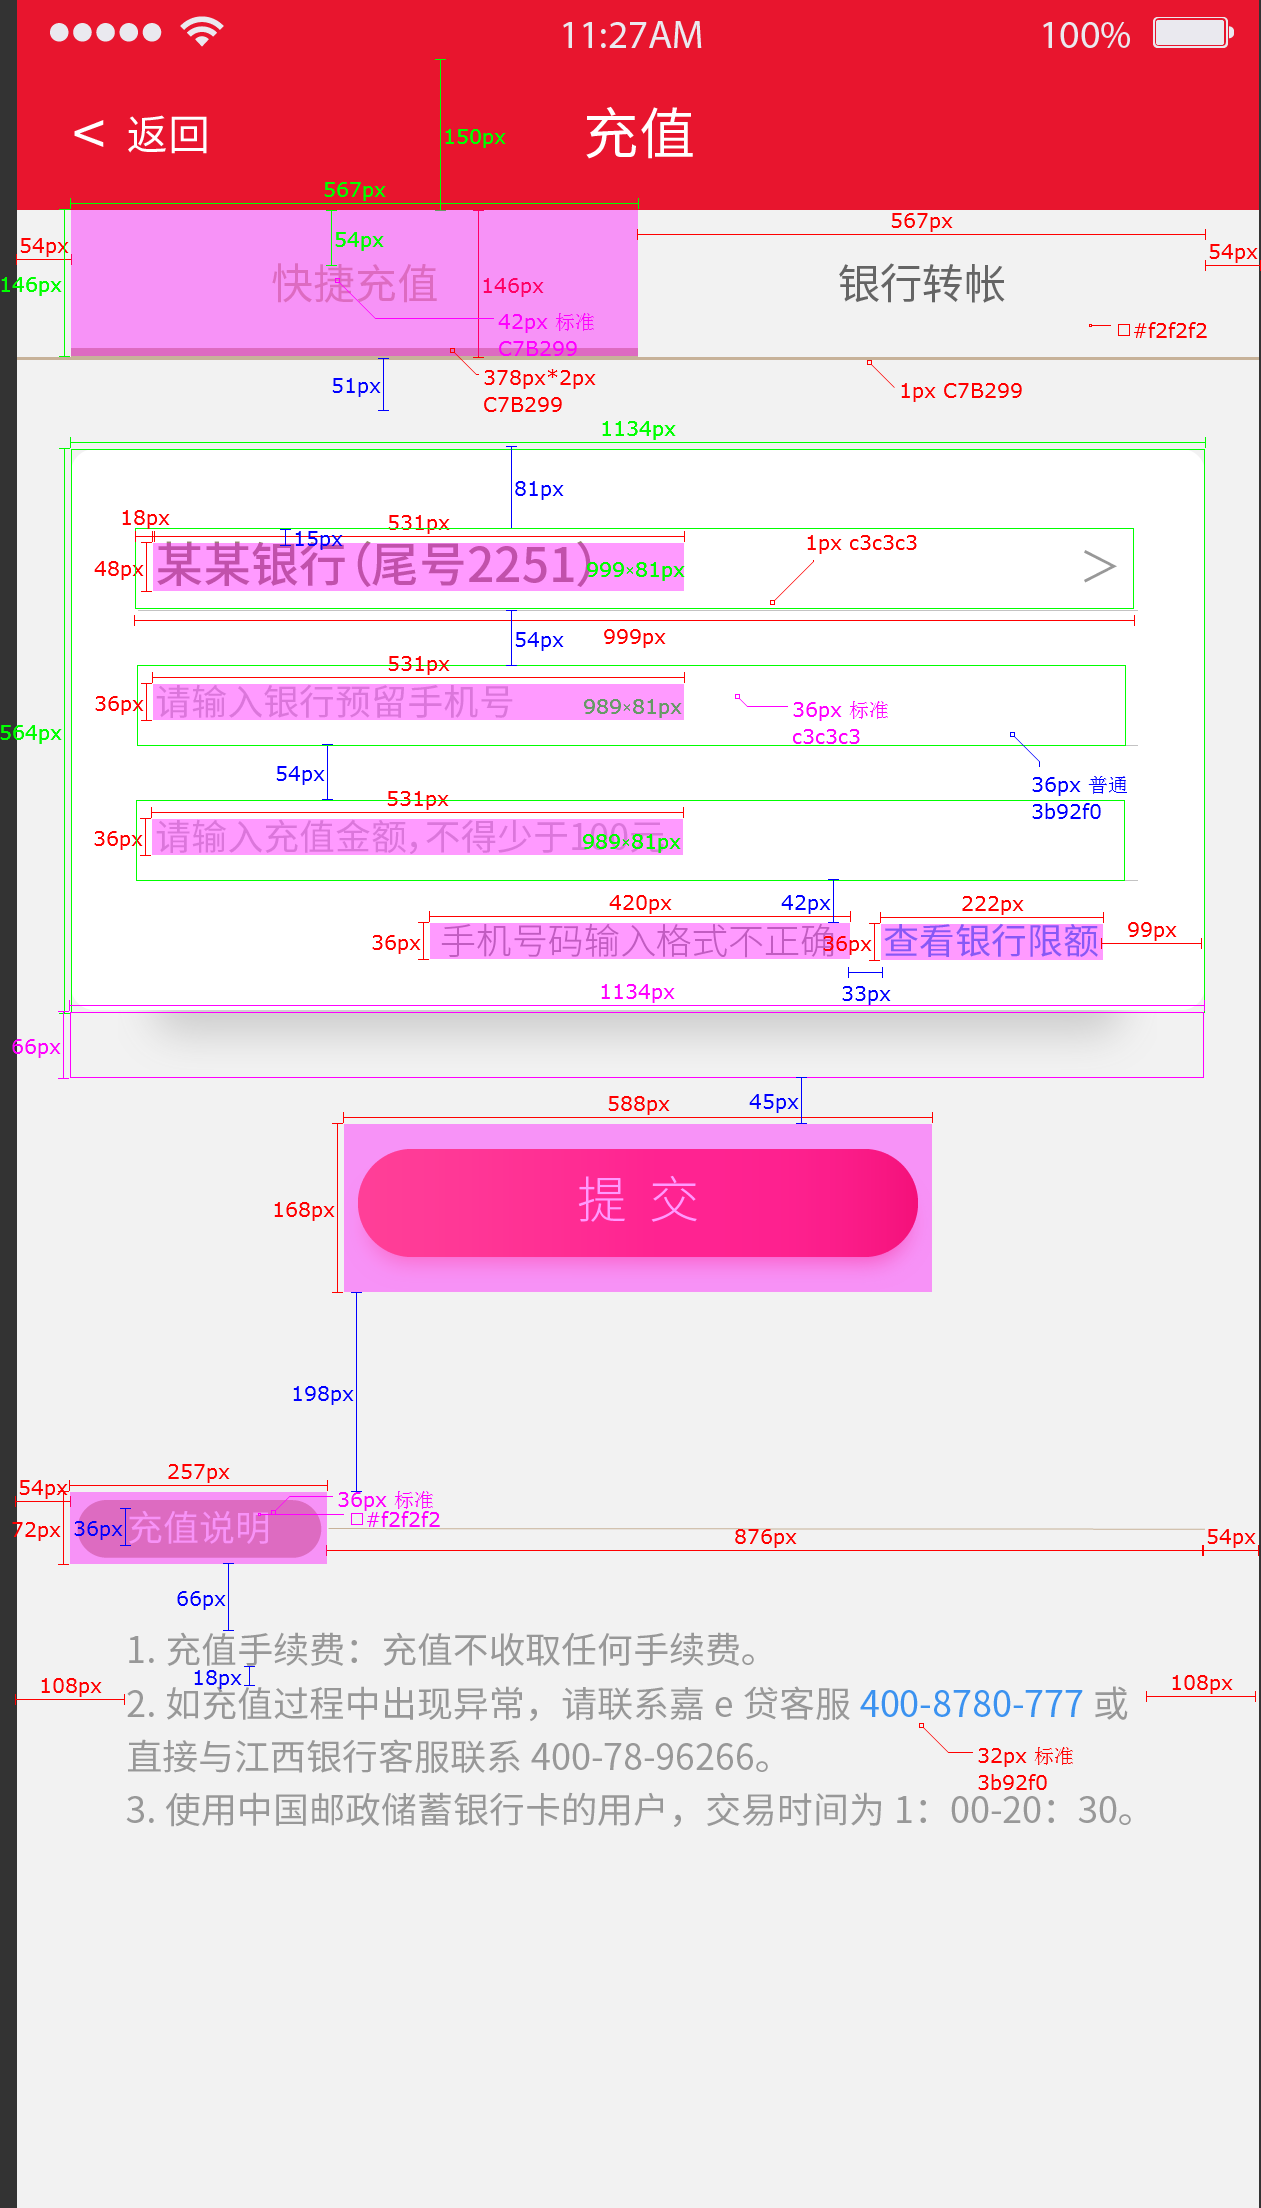 11:27AM
100%
< 返回
充值
150px
567px
567px
54px
54px
54px
146px
146px
快捷充值
银行转帐
42px 标准
C7B299
#f2f2f2
378px*2px
C7B299
51px
1px C7B299
1134px
81px
18px
531px
15px
1px c3c3c3
48px
某某银行(尾号2251)
999×81px
>
54px
999px
531px
36px
请输入银行预留手机号
989×81px
36px 标准
c3c3c3
564px
54px
36px 普通
3b92f0
531px
36px
请输入充值金额,不得少于100元
989×81px
420px
42px
222px
36px
手机号码输入格式不正确
36px
查看银行限额
99px
33px
1134px
66px
588px
45px
168px
提 交
198px
257px
54px
36px 标准
#f2f2f2
72px
36px
充值说明
876px
54px
66px
1. 充值手续费：充值不收取任何手续费。
18px
108px
108px
2. 如充值过程中出现异常，请联系嘉 e 贷客服 400-8780-777 或
直接与江西银行客服联系 400-78-96266。
32px 标准
3b92f0
3. 使用中国邮政储蓄银行卡的用户，交易时间为 1：00-20：30。